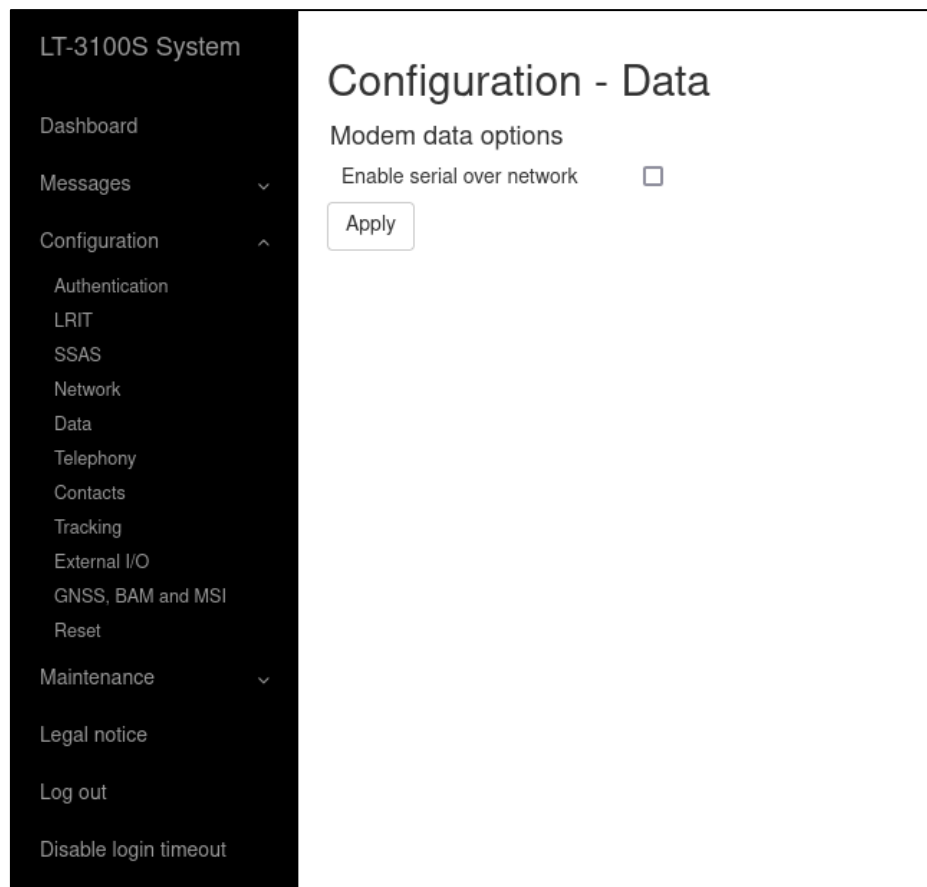 LT-3100S System
Dashboard
Messages
Configuration
Authentication
LRIT
SSAS
Network
Data
Telephony
Contacts
Tracking
External I/O
GNSS, BAM and MSI
Reset
Maintenance
Legal notice
Log out
Disable login timeout
Configuration - Data
Modem data options
Enable serial over network
Apply